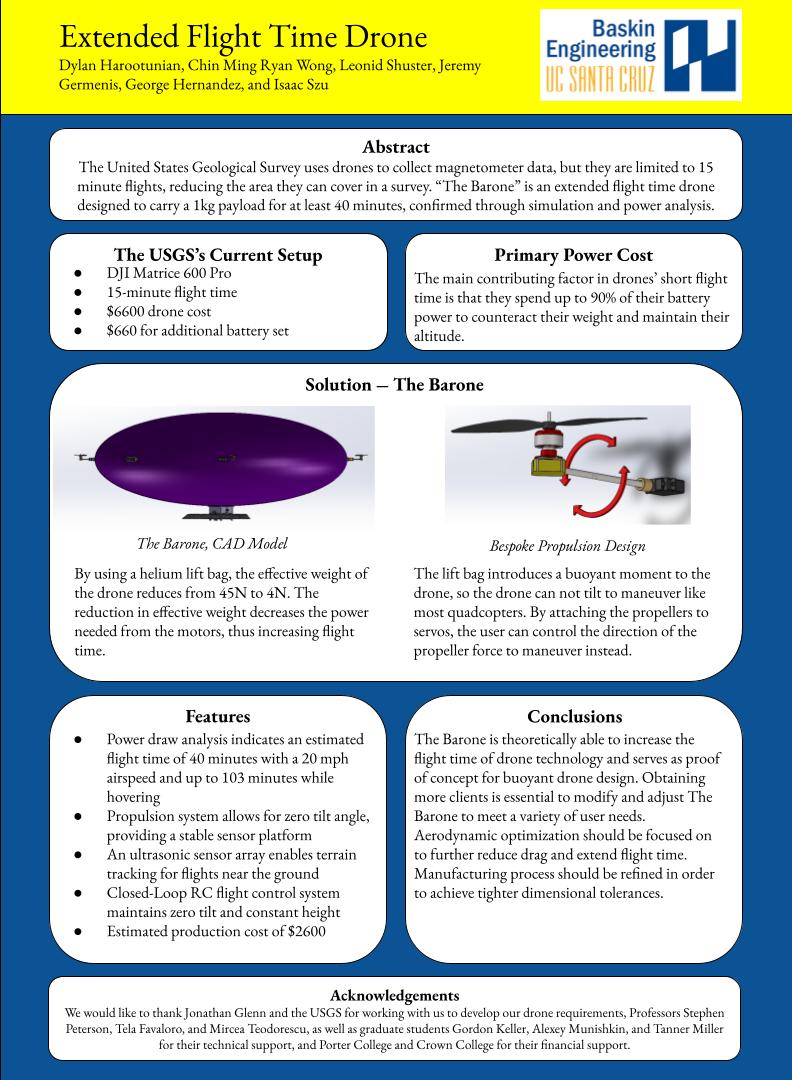 Extended Flight Time Drone
Dylan Harootunian, Chin Ming Ryan Wong, Leonid Shuster, Jeremy
Germenis, George Hernandez, and Isaac Szu
Baskin
Engineering
UC SANTA CRUZ
Abstract
The United States Geological Survey uses drones to collect magnetometer data, but they are limited to 15
minute flights, reducing the area they can cover in a survey. “The Barone” is an extended flight time drone
designed to carry a 1kg payload for at least 40 minutes, confirmed through simulation and power analysis.
The USGS’s Current Setup
● DJI Matrice 600 Pro
● 15-minute flight time
● $6600 drone cost
● $660 for additional battery set
Primary Power Cost
The main contributing factor in drones’ short flight
time is that they spend up to 90% of their battery
power to counteract their weight and maintain their
altitude.
Solution – The Barone
The Barone, CAD Model
By using a helium lift bag, the effective weight of
the drone reduces from 45N to 4N. The
reduction in effective weight decreases the power
needed from the motors, thus increasing flight
time.
Bespoke Propulsion Design
The lift bag introduces a buoyant moment to the
drone, so the drone can not tilt to maneuver like
most quadcopters. By attaching the propellers to
servos, the user can control the direction of the
propeller force to maneuver instead.
Features
● Power draw analysis indicates an estimated
flight time of 40 minutes with a 20 mph
airspeed and up to 103 minutes while
hovering
● Propulsion system allows for zero tilt angle,
providing a stable sensor platform
● An ultrasonic sensor array enables terrain
tracking for flights near the ground
● Closed-Loop RC flight control system
maintains zero tilt and constant height
● Estimated production cost of $2600
Conclusions
The Barone is theoretically able to increase the
flight time of drone technology and serves as proof
of concept for buoyant drone design. Obtaining
more clients is essential to modify and adjust The
Barone to meet a variety of user needs.
Aerodynamic optimization should be focused on
to further reduce drag and extend flight time.
Manufacturing process should be refined in order
to achieve tighter dimensional tolerances.
Acknowledgements
We would like to thank Jonathan Glenn and the USGS for working with us to develop our drone requirements, Professors Stephen
Peterson, Tela Favaloro, and Mircea Teodorescu, as well as graduate students Gordon Keller, Alexey Munishkin, and Tanner Miller
for their technical support, and Porter College and Crown College for their financial support.